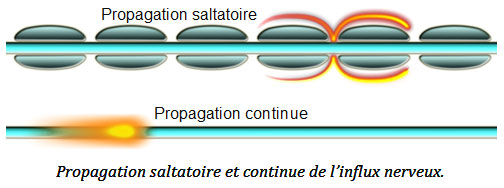 Propagation saltatoire
Propagation continue
Propagation saltatoire et continue de l'influx nerveux.